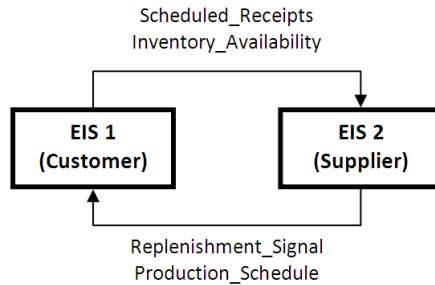 Scheduled_Receipts
Inventory_Availability
EIS 1
(Customer)
EIS 2
(Supplier)
Replenishment_Signal
Production_Schedule